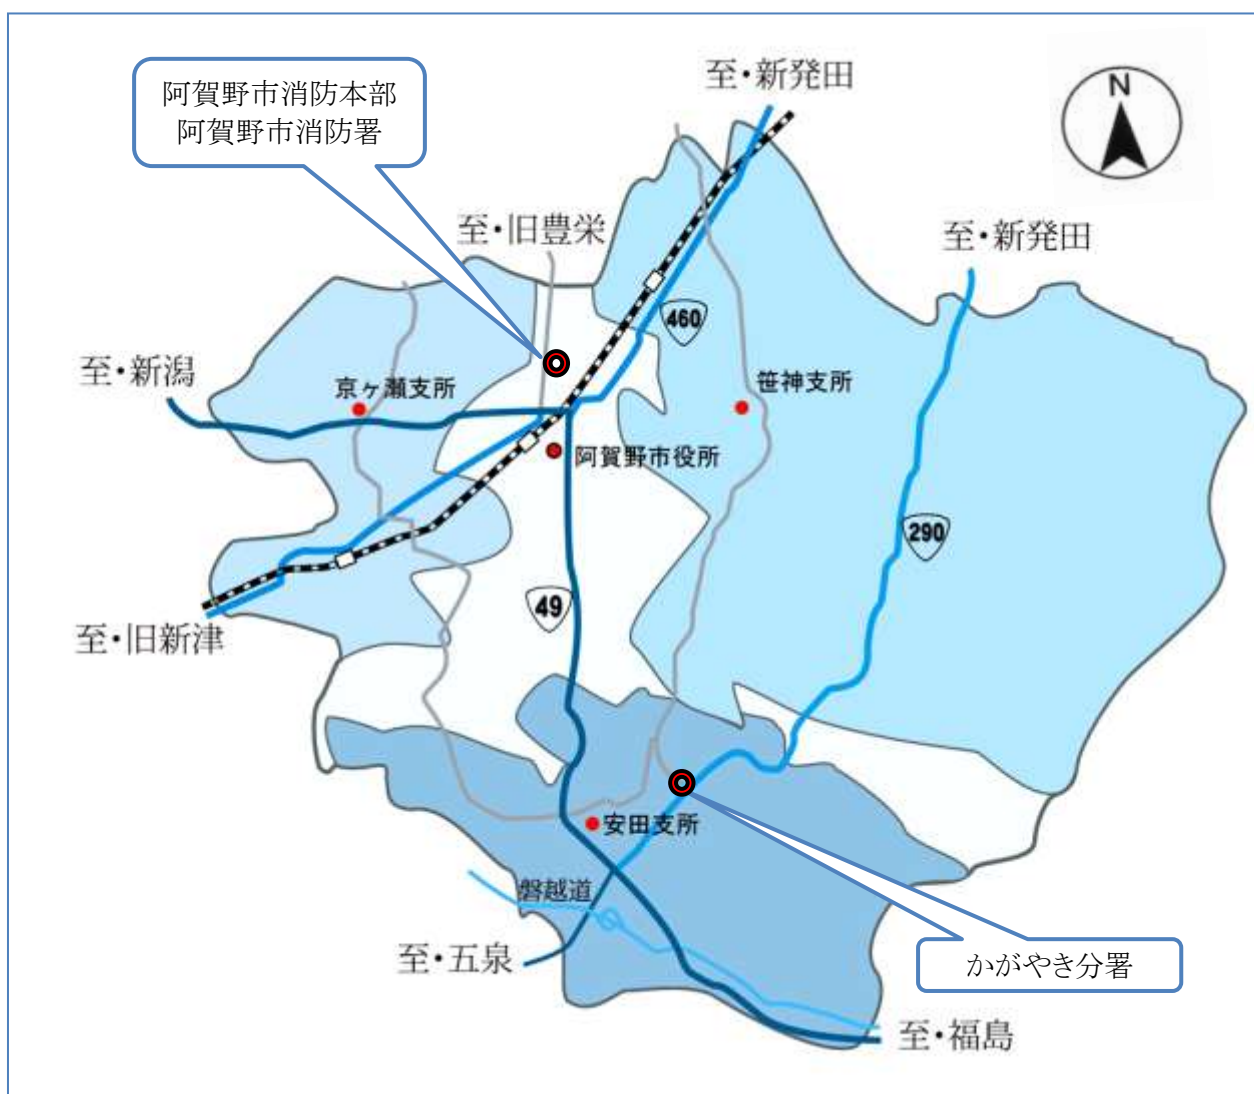 至・新発田
N
阿賀野市消防本部
阿賀野市消防署
至・旧豊栄
至・新発田
460
至・新潟
京ヶ瀬支所
笹神支所
阿賀野市役所
290
49
至・旧新津
安田支所
磐越道
至・五泉
かがやき分署
至・福島